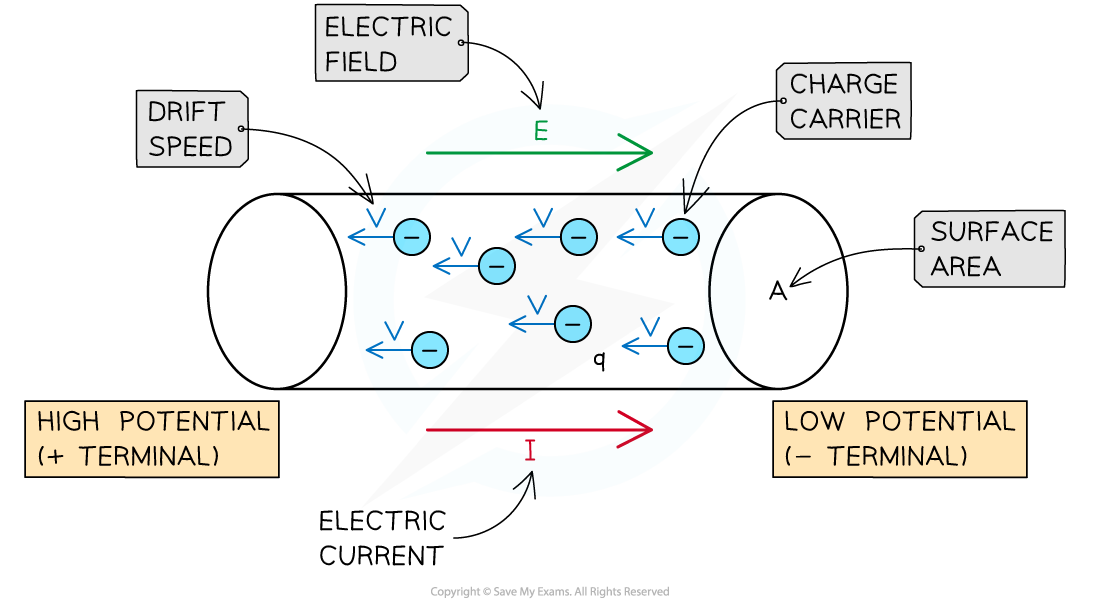 ELECTRIC
FIELD
DRIFT
SPEED
CHARGE
CARRIER
E
SURFACE
AREA
V
V
V
V
V
V
V
−
−
−
−
−
−
−
A
q
HIGH POTENTIAL
(+ TERMINAL)
I
LOW POTENTIAL
(− TERMINAL)
ELECTRIC
CURRENT
Copyright © Save My Exams. All Rights Reserved